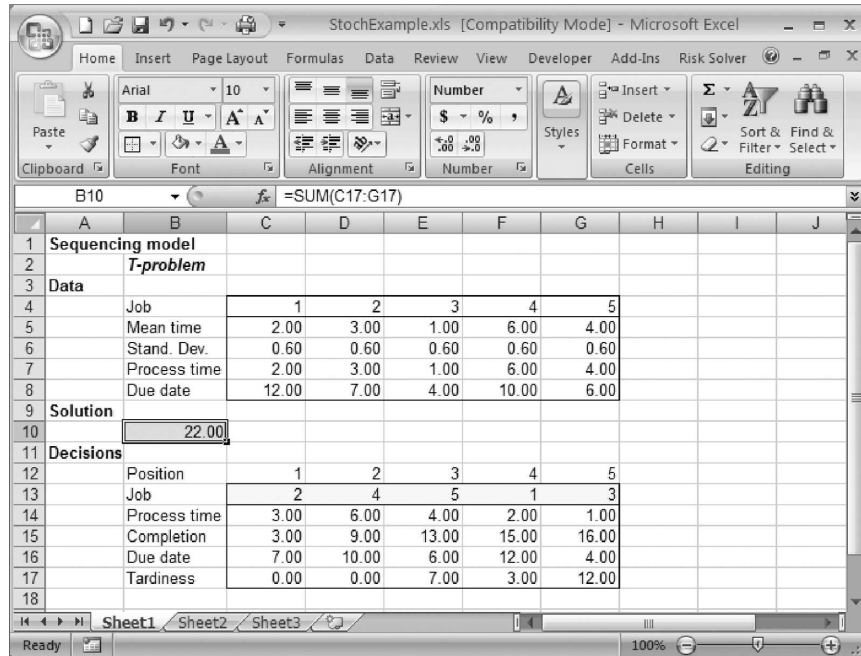 StochExample.xls [Compatibility Mode] - Microsoft Excel
Home Insert Page Layout Formulas Data Review View Developer Add-Ins Risk Solver
Paste
Clipboard
Arial 10
B I U A A
A
Font
Alignment
Number
$ % ,
.00 .00
Number
Styles
Insert
Delete
Format
Cells
Σ
Sort & Filter
Find & Select
Editing
B10 fx =SUM(C17:G17)
A B C D E F G H I J
1 Sequencing model
2 T-problem
3 Data
4 Job 1 2 3 4 5
5 Mean time 2.00 3.00 1.00 6.00 4.00
6 Stand. Dev. 0.60 0.60 0.60 0.60 0.60
7 Process time 2.00 3.00 1.00 6.00 4.00
8 Due date 12.00 7.00 4.00 10.00 6.00
9 Solution
10 22.00
11 Decisions
12 Position 1 2 3 4 5
13 Job 2 4 5 1 3
14 Process time 3.00 6.00 4.00 2.00 1.00
15 Completion 3.00 9.00 13.00 15.00 16.00
16 Due date 7.00 10.00 6.00 12.00 4.00
17 Tardiness 0.00 0.00 7.00 3.00 12.00
18
Sheet1 Sheet2 Sheet3
Ready 100%